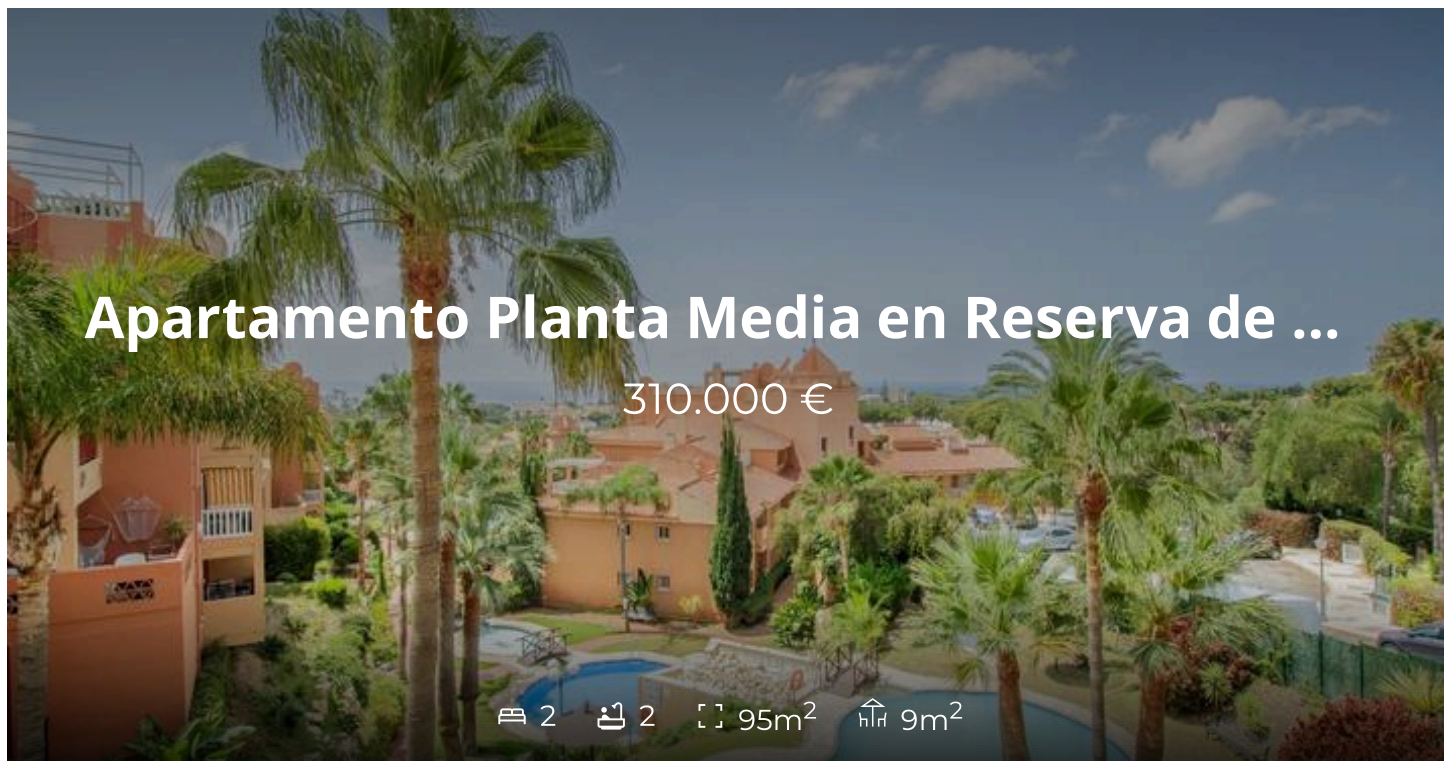 Apartamento Planta Media en Reserva de ...
310.000 €
2 2 95m² 9m²